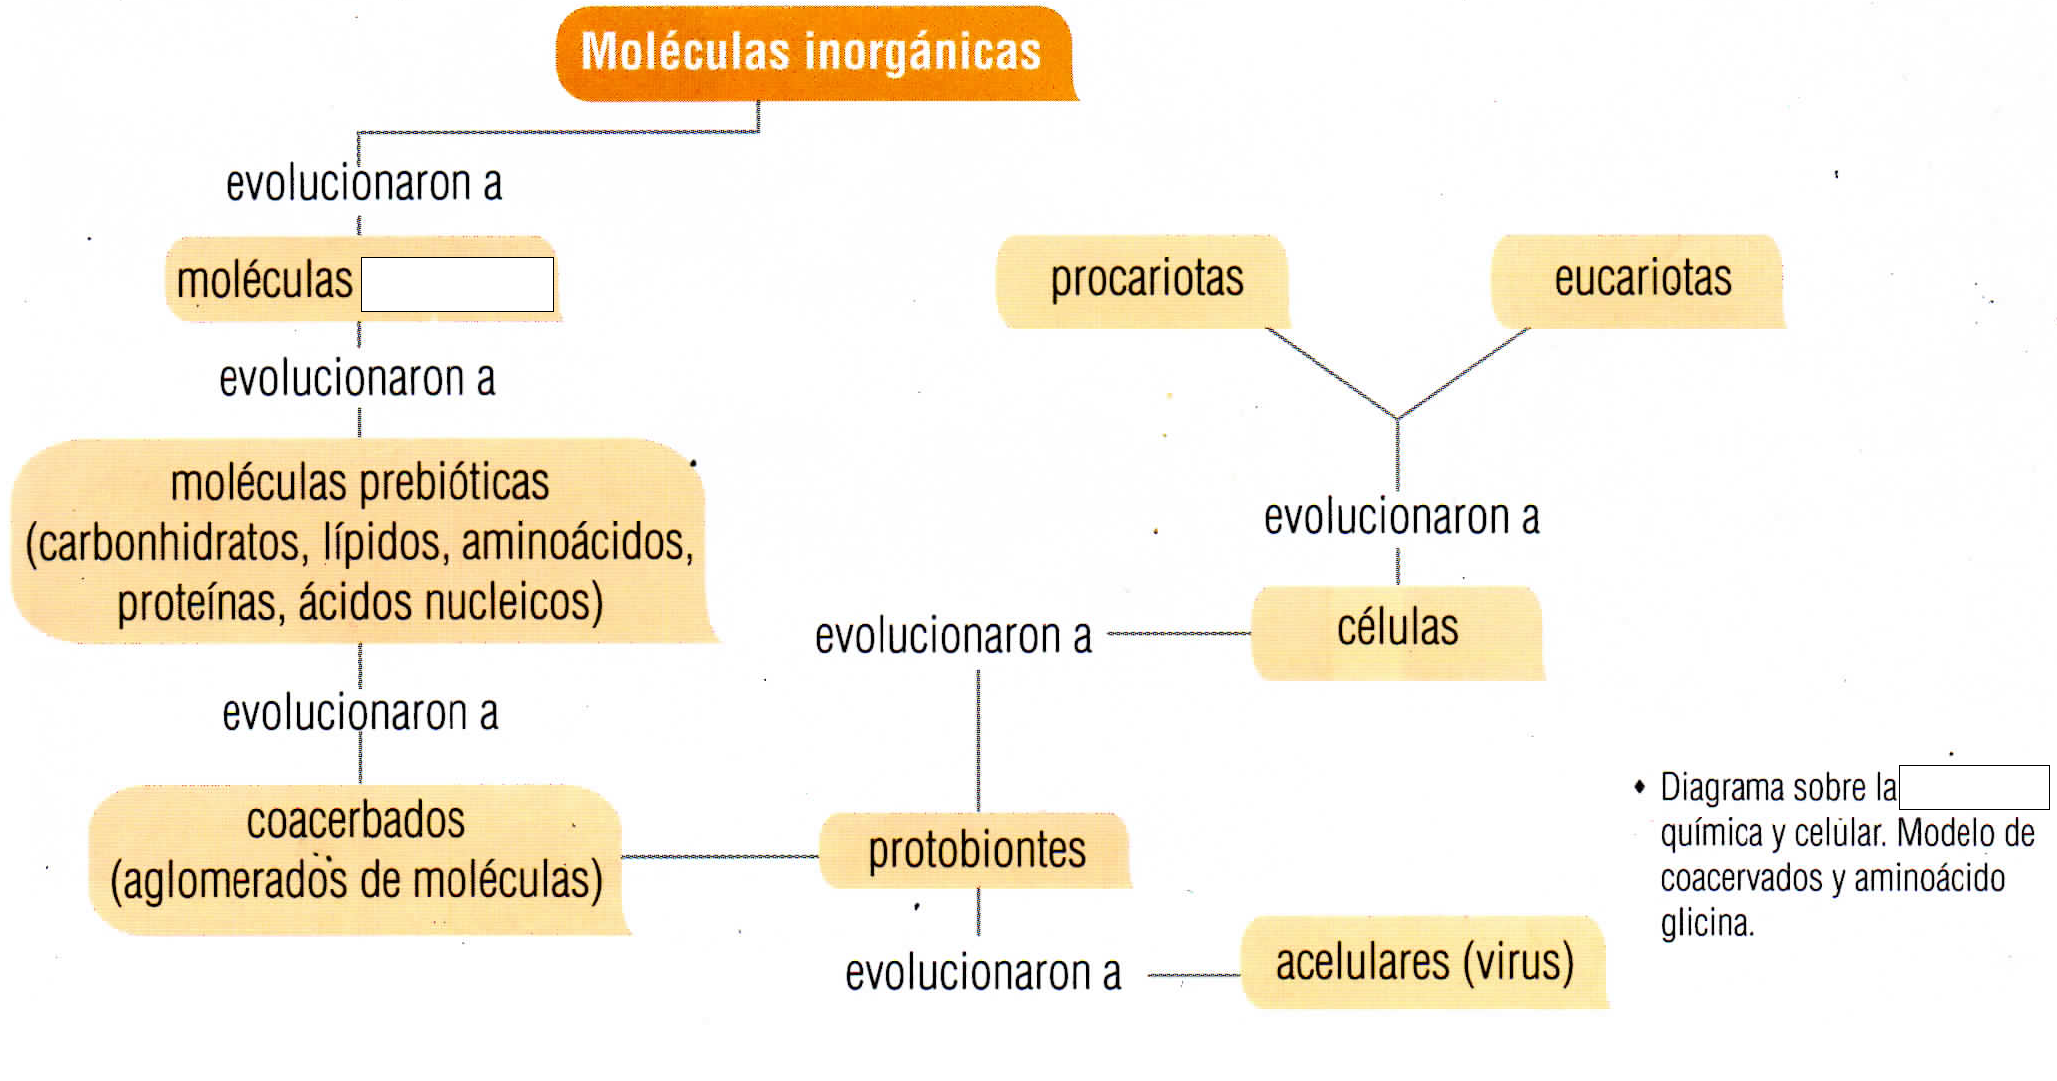 Moléculas inorgánicas
evolucionaron a
moléculas
evolucionaron a
moléculas prebióticas
(carbonhidratos, lípidos, aminoácidos,
proteínas, ácidos nucleicos)
evolucionaron a
coacerbados
(aglomerados de moléculas)
protobiontes
evolucionaron a
acelulares (virus)
evolucionaron a
células
evolucionaron a
procariotas
eucariotas
• Diagrama sobre la
química y celular. Modelo de
coacervados y aminoácido
glicina.